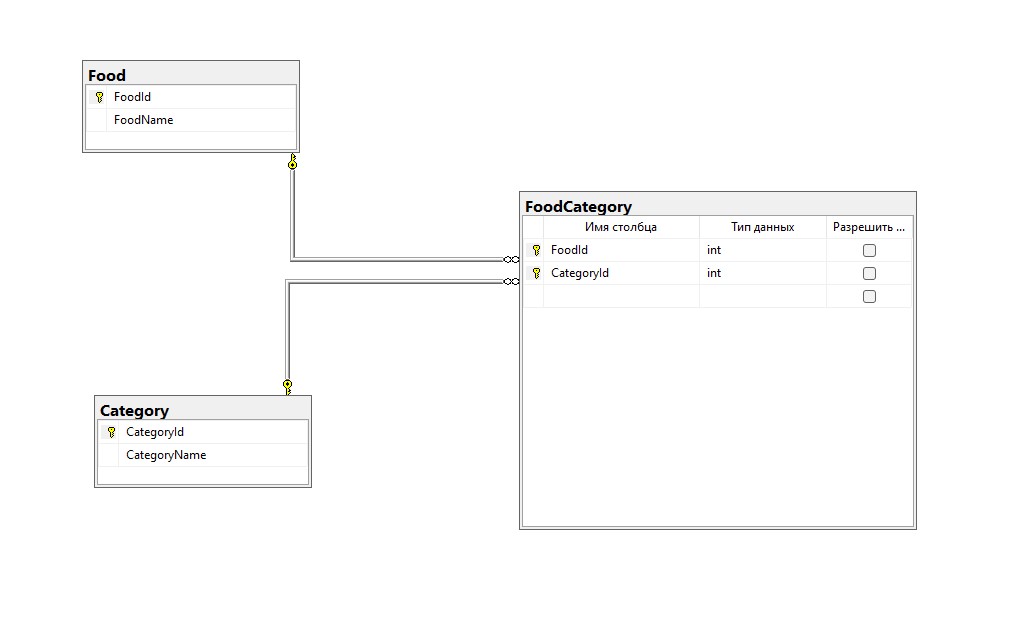 Food
FoodId
FoodName
FoodCategory
Имя столбца Тип данных Разрешить ...
FoodId int
CategoryId int
Category
CategoryId
CategoryName